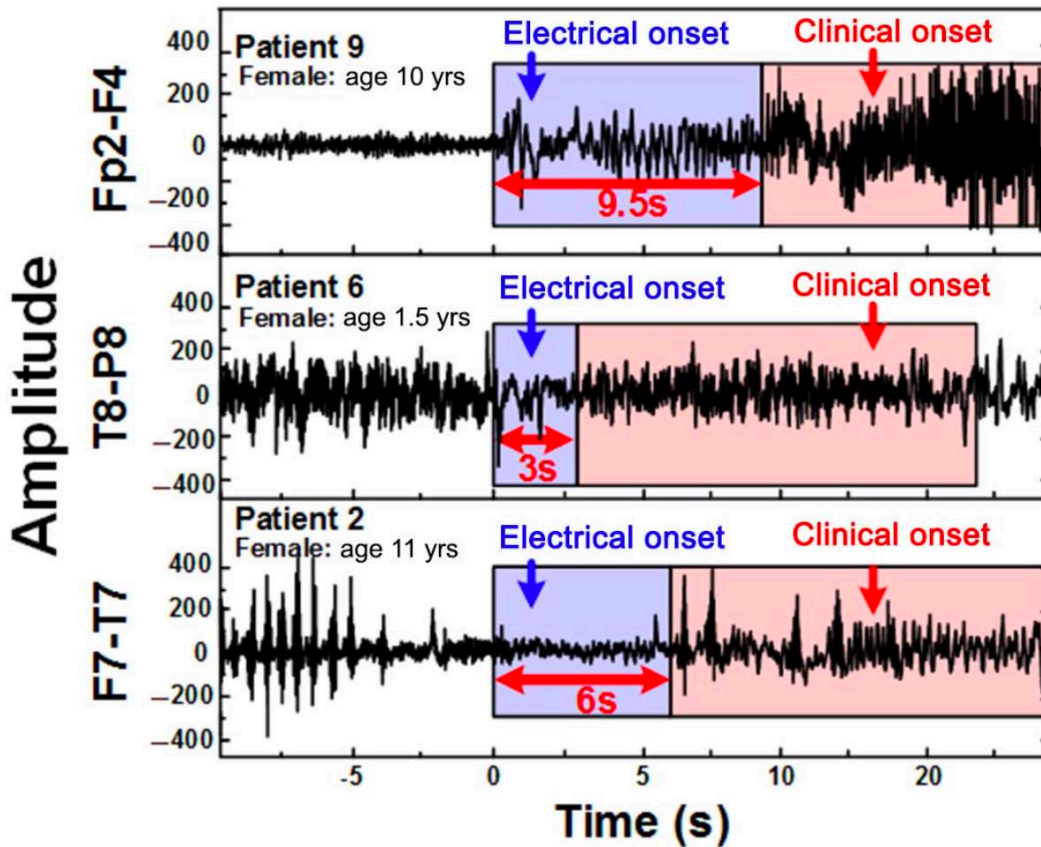 Amplitude
Fp2-F4
400
200
0
–200
–400
Patient 9
Female: age 10 yrs
Electrical onset
Clinical onset
9.5s
T8-P8
400
200
0
–200
–400
Patient 6
Female: age 1.5 yrs
Electrical onset
Clinical onset
3s
F7-T7
400
200
0
–200
–400
Patient 2
Female: age 11 yrs
Electrical onset
Clinical onset
6s
-5 0 5 10 20
Time (s)